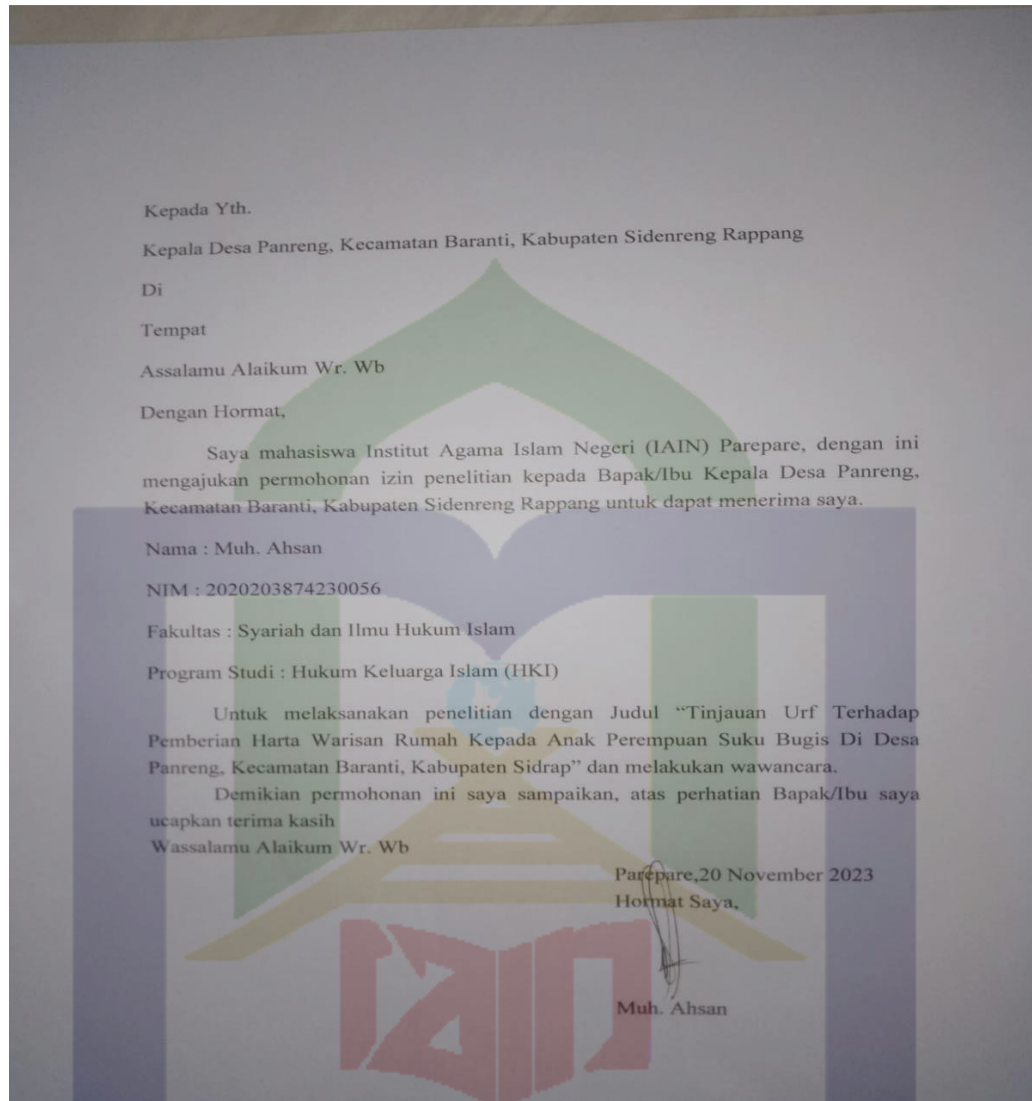 Kepada Yth.
Kepala Desa Panreng, Kecamatan Baranti, Kabupaten Sidenreng Rappang
Di
Tempat
Assalamu Alaikum Wr. Wb
Dengan Hormat,
Saya mahasiswa Institut Agama Islam Negeri (IAIN) Parepare, dengan ini
mengajukan permohonan izin penelitian kepada Bapak/Ibu Kepala Desa Panreng,
Kecamatan Baranti, Kabupaten Sidenreng Rappang untuk dapat menerima saya.
Nama : Muh. Ahsan
NIM : 2020203874230056
Fakultas : Syariah dan Ilmu Hukum Islam
Program Studi : Hukum Keluarga Islam (HKI)
Untuk melaksanakan penelitian dengan Judul “Tinjauan Urf Terhadap
Pemberian Harta Warisan Rumah Kepada Anak Perempuan Suku Bugis Di Desa
Panreng, Kecamatan Baranti, Kabupaten Sidrap” dan melakukan wawancara.
Demikian permohonan ini saya sampaikan, atas perhatian Bapak/Ibu saya
ucapkan terima kasih
Wassalamu Alaikum Wr. Wb
Parepare,20 November 2023
Hormat Saya,
Muh. Ahsan
iain